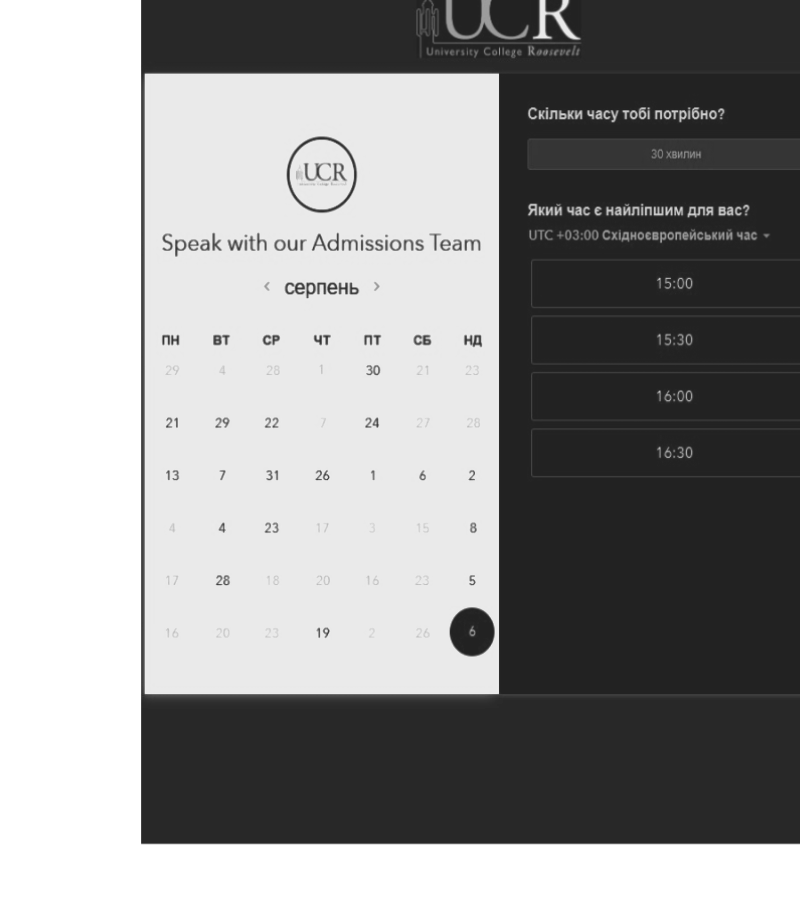 UCR
University College Roosevelt
UCR
Speak with our Admissions Team
‹ серпень ›
ПН ВТ СР ЧТ ПТ СБ НД
29 4 28 1 30 21 23
21 29 22 7 24 27 28
13 7 31 26 1 6 2
4 4 23 17 3 15 8
17 28 18 20 16 23 5
16 20 23 19 2 26 6
Скільки часу тобі потрібно?
30 хвилин
Який час є найліпшим для вас?
UTC +03:00 Східноєвропейський час
15:00
15:30
16:00
16:30